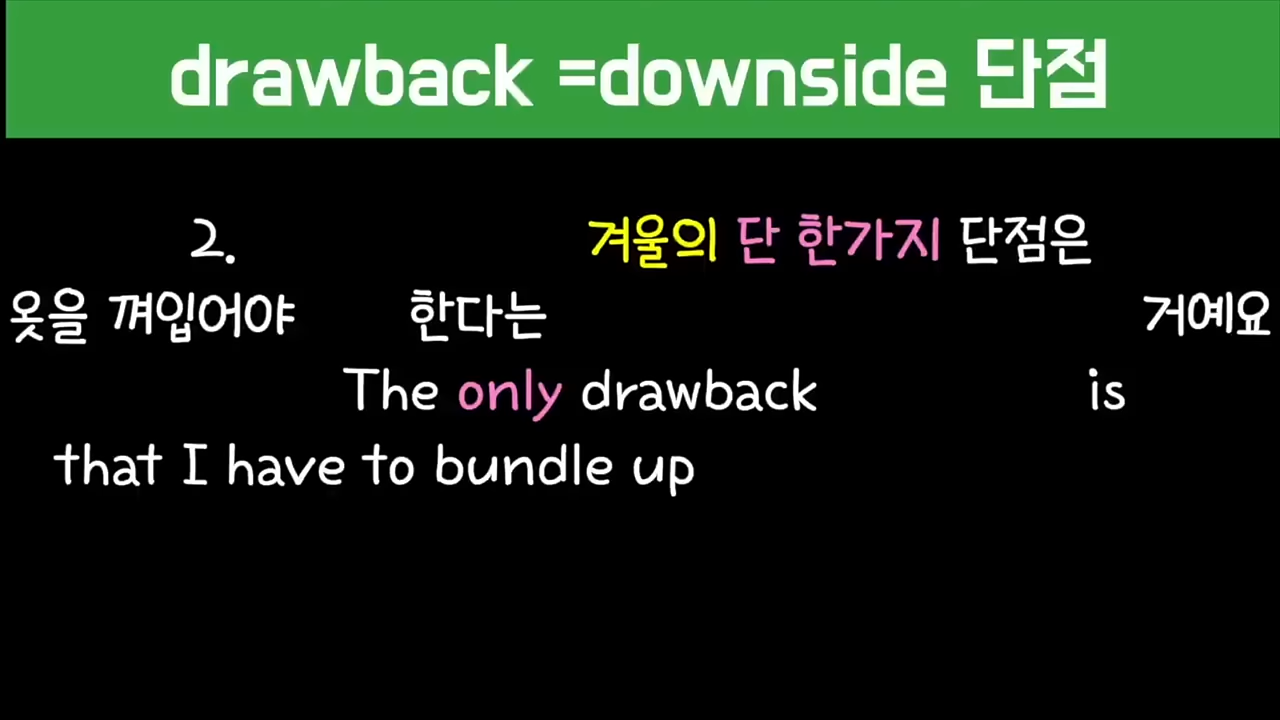 drawback =downside 단점
2. 겨울의 단 한가지 단점은
옷을 껴입어야 한다는 거예요
The only drawback is
that I have to bundle up